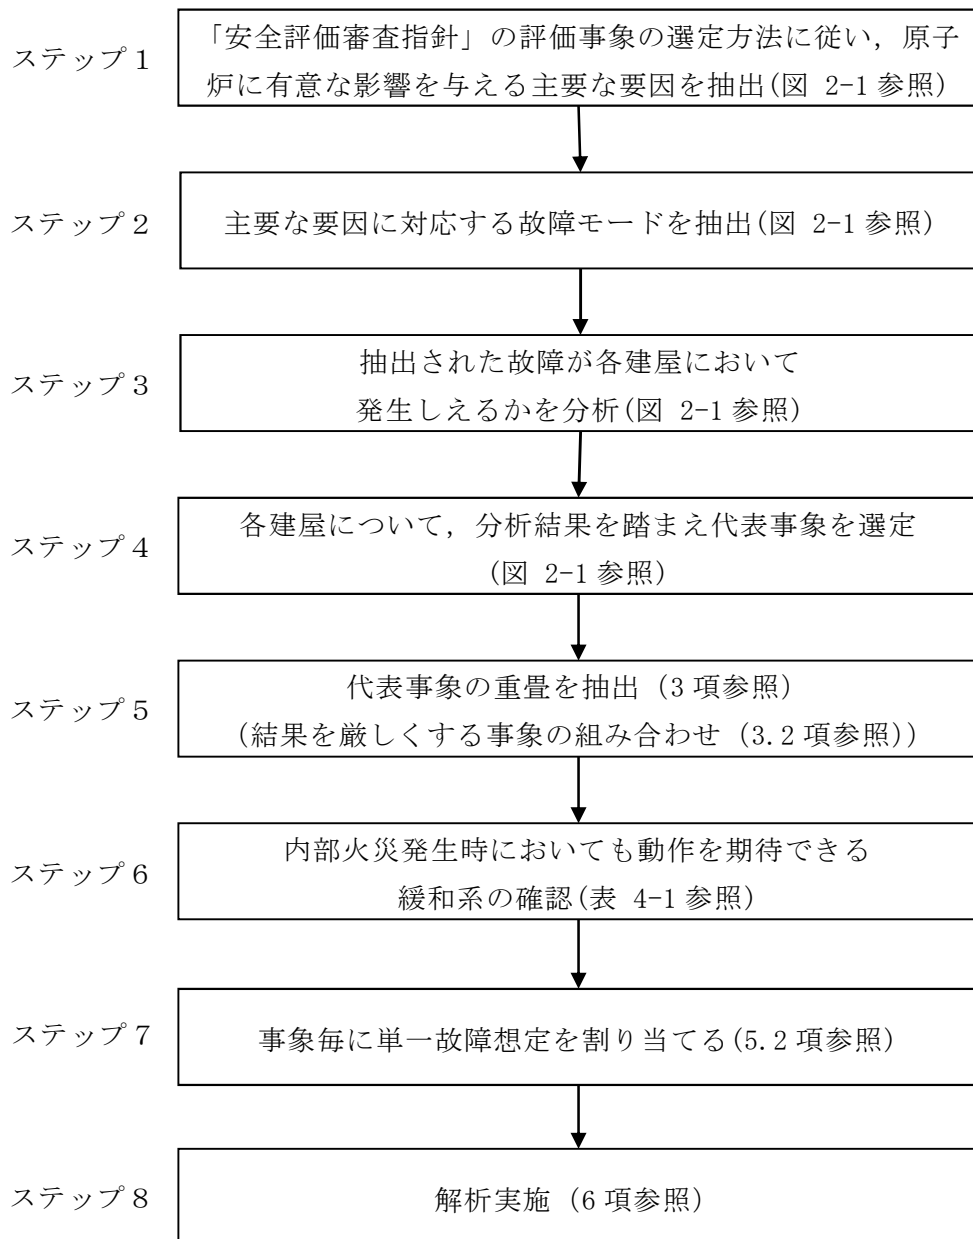 ステップ１
「安全評価審査指針」の評価事象の選定方法に従い，原子
炉に有意な影響を与える主要な要因を抽出(図 2-1 参照)
ステップ２
主要な要因に対応する故障モードを抽出(図 2-1 参照)
ステップ３
抽出された故障が各建屋において
発生しえるかを分析(図 2-1 参照)
ステップ４
各建屋について，分析結果を踏まえ代表事象を選定
(図 2-1 参照)
ステップ５
代表事象の重畳を抽出（3 項参照）
(結果を厳しくする事象の組み合わせ（3.2 項参照）)
ステップ６
内部火災発生時においても動作を期待できる
緩和系の確認(表 4-1 参照)
ステップ７
事象毎に単一故障想定を割り当てる(5.2 項参照)
ステップ８
解析実施（6 項参照）